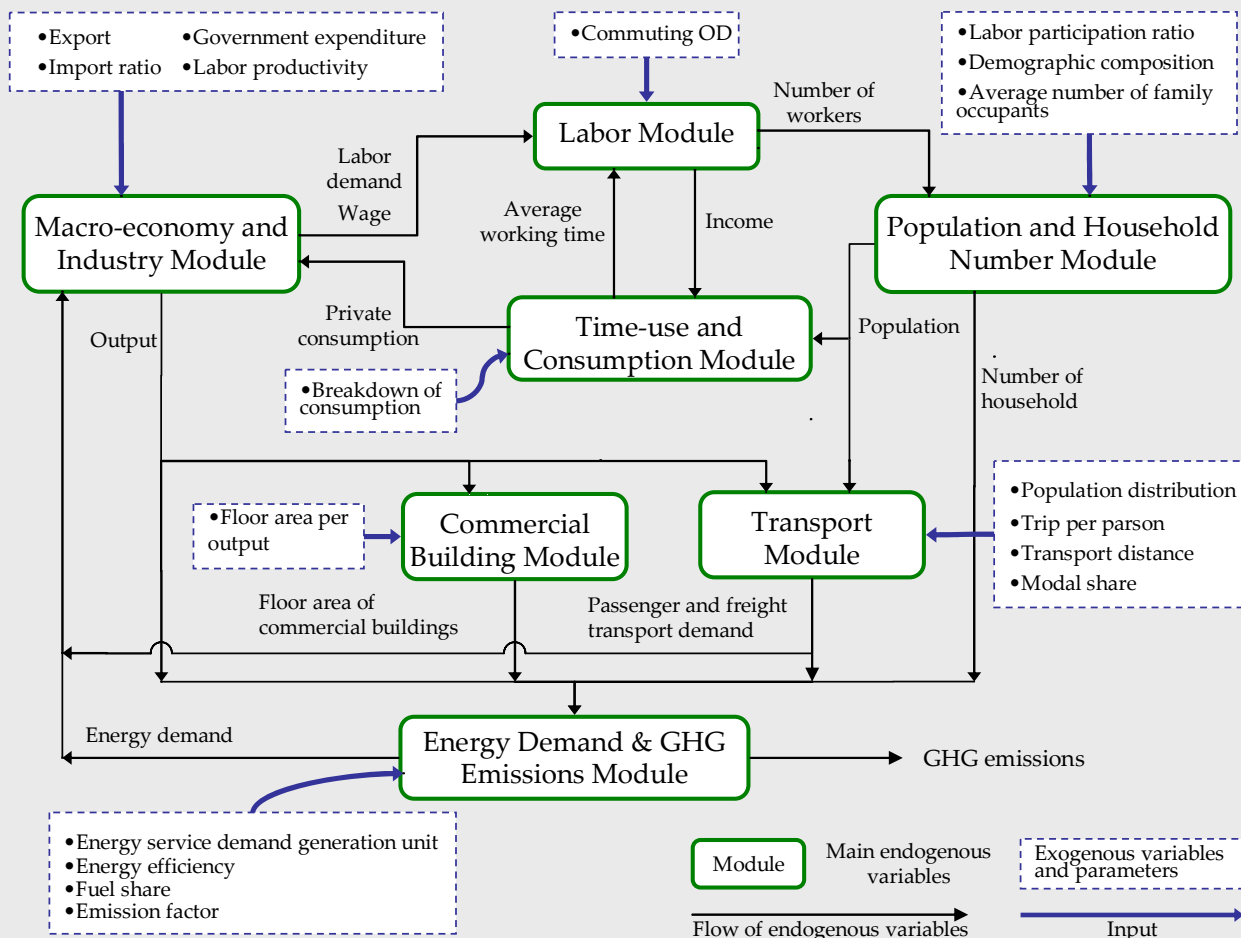 •Export •Government expenditure
•Import ratio •Labor productivity
•Commuting OD
•Labor participation ratio
•Demographic composition
•Average number of family
occupants
Number of
workers
Labor Module
Labor
demand
Wage
Average
working time
Income
Macro-economy and
Industry Module
Population and Household
Number Module
Output
Private
consumption
Time-use and
Consumption Module
Population
Number of
household
•Breakdown of
consumption
•Floor area per
output
Commercial
Building Module
Transport
Module
•Population distribution
•Trip per parson
•Transport distance
•Modal share
Floor area of
commercial buildings
Passenger and freight
transport demand
Energy demand
Energy Demand & GHG
Emissions Module
GHG emissions
•Energy service demand generation unit
•Energy efficiency
•Fuel share
•Emission factor
Module
Main endogenous
variables
Exogenous variables
and parameters
Flow of endogenous variables
Input